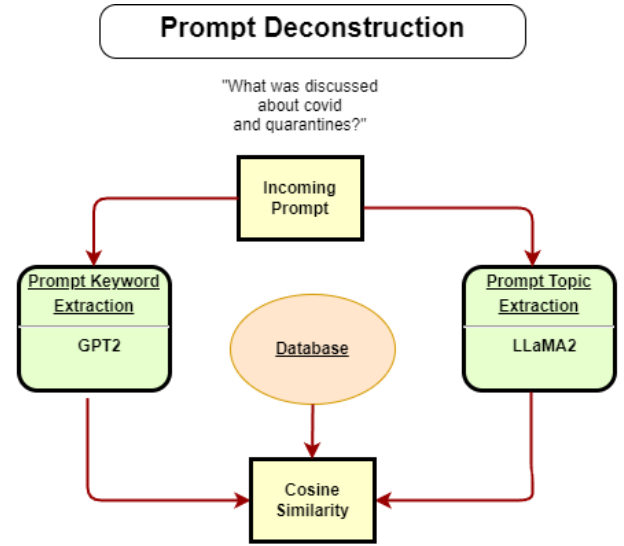 Prompt Deconstruction
"What was discussed
about covid
and quarantines?"
Incoming
Prompt
Prompt Keyword
Extraction
GPT2
Database
Prompt Topic
Extraction
LLaMA2
Cosine
Similarity